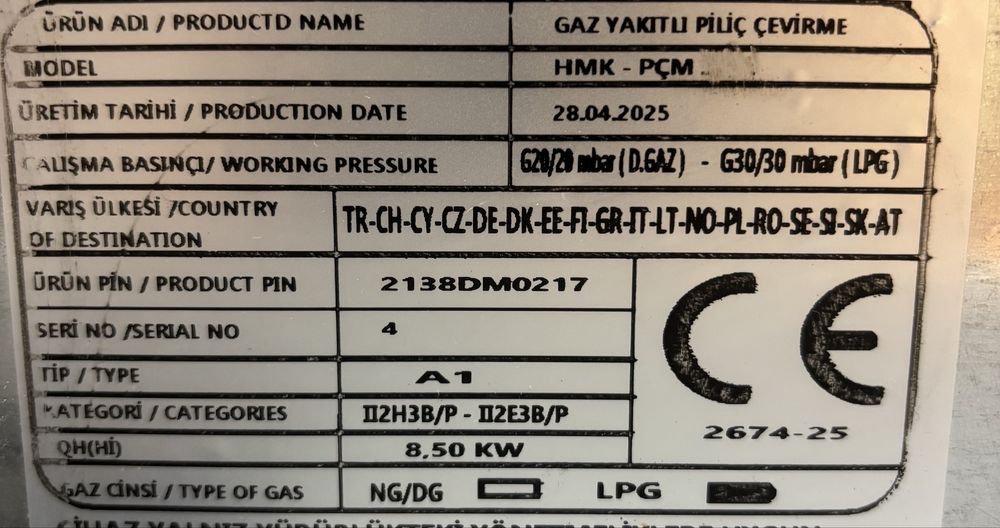 ÜRÜN ADI / PRODUCTD NAME GAZ YAKITLI PİLİÇ ÇEVİRME
MODEL HMK - PÇM
ÜRETİM TARİHİ / PRODUCTION DATE 28.04.2025
ÇALIŞMA BASINÇI/ WORKING PRESSURE G20/20 mbar ( D.GAZ ) - G30/30 mbar ( LPG )
VARIŞ ÜLKESİ /COUNTRY
OF DESTINATION
TR-CH-CY-CZ-DE-DK-EE-FI-GR-IT-LT-NO-PL-RO-SE-SI-SK-AT
ÜRÜN PİN / PRODUCT PIN 2138DM0217
SERİ NO /SERIAL NO 4
TİP / TYPE A1
KATEGORİ / CATEGORIES II2H3B/P - II2E3B/P
QH(Hİ) 8,50 KW
CE
2674-25
GAZ CİNSİ / TYPE OF GAS NG/DG LPG